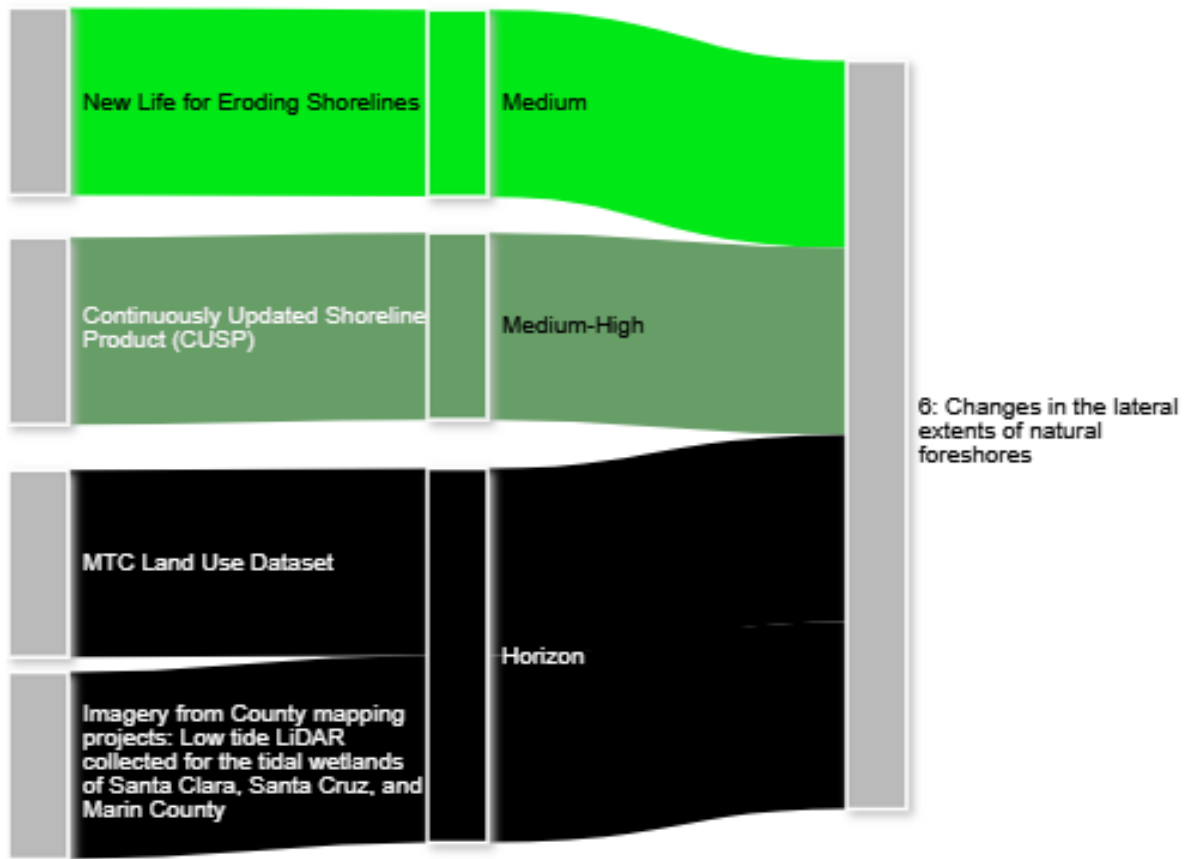 New Life for Eroding Shorelines
Medium
Continuously Updated Shoreline
Product (CUSP)
Medium-High
6: Changes in the lateral
extents of natural
foreshores
MTC Land Use Dataset
Horizon
Imagery from County mapping
projects: Low tide LiDAR
collected for the tidal wetlands
of Santa Clara, Santa Cruz, and
Marin County